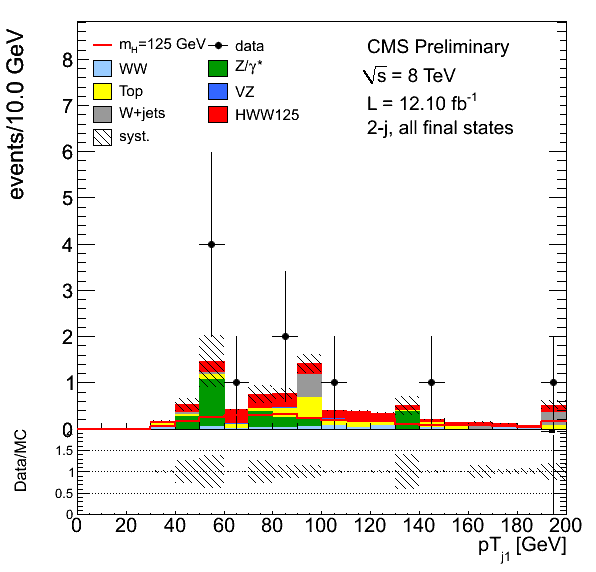 events/10.0 GeV
8
7
6
5
4
3
2
1
0
m_H=125 GeV
data
WW
Z/γ*
Top
VZ
W+jets
HWW125
syst.
CMS Preliminary
√s = 8 TeV
L = 12.10 fb⁻¹
2-j, all final states
Data/MC
1.5
1
0.5
0
0 20 40 60 80 100 120 140 160 180 200
pT_j1 [GeV]